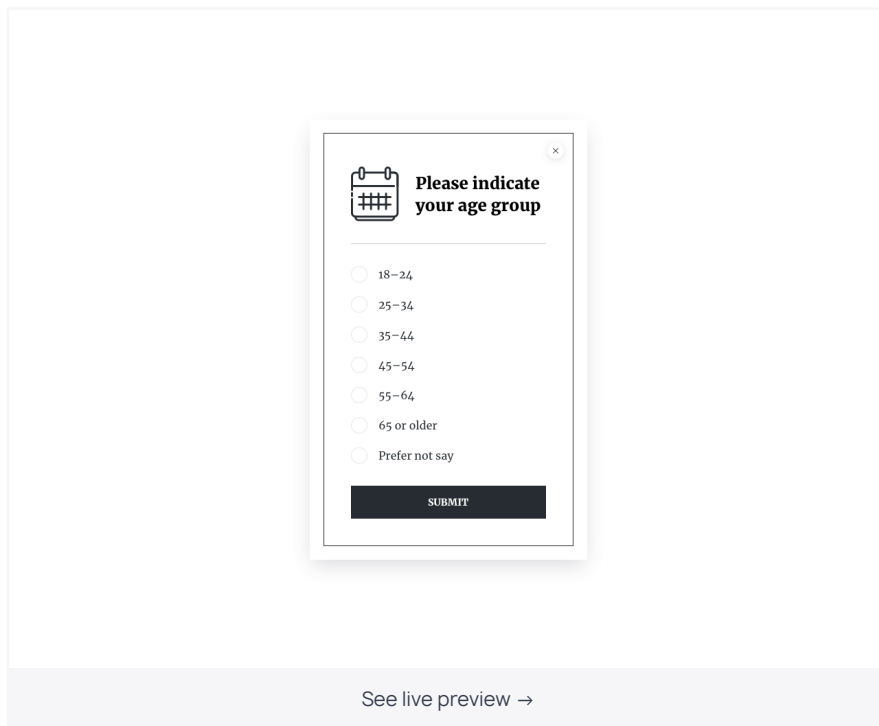 Please indicate
your age group
18–24
25–34
35–44
45–54
55–64
65 or older
Prefer not say
SUBMIT
See live preview →